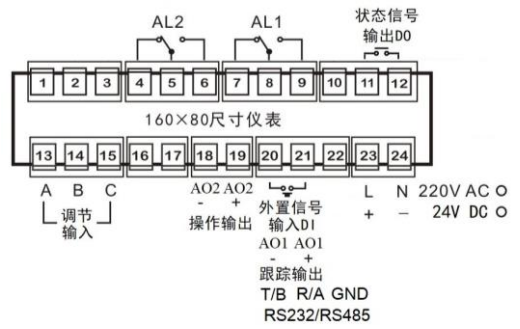 AL2 AL1 状态信号
输出DO
1 2 3 4 5 6 7 8 9 10 11 12
160×80尺寸仪表
13 14 15 16 17 18 19 20 21 22 23 24
A B C AO2 AO2 L N 220V AC
- + 外置信号 + - 24V DC
调节
输入
操作输出
输入DI
AO1 AO1
- +
跟踪输出
T/B R/A GND
RS232/RS485